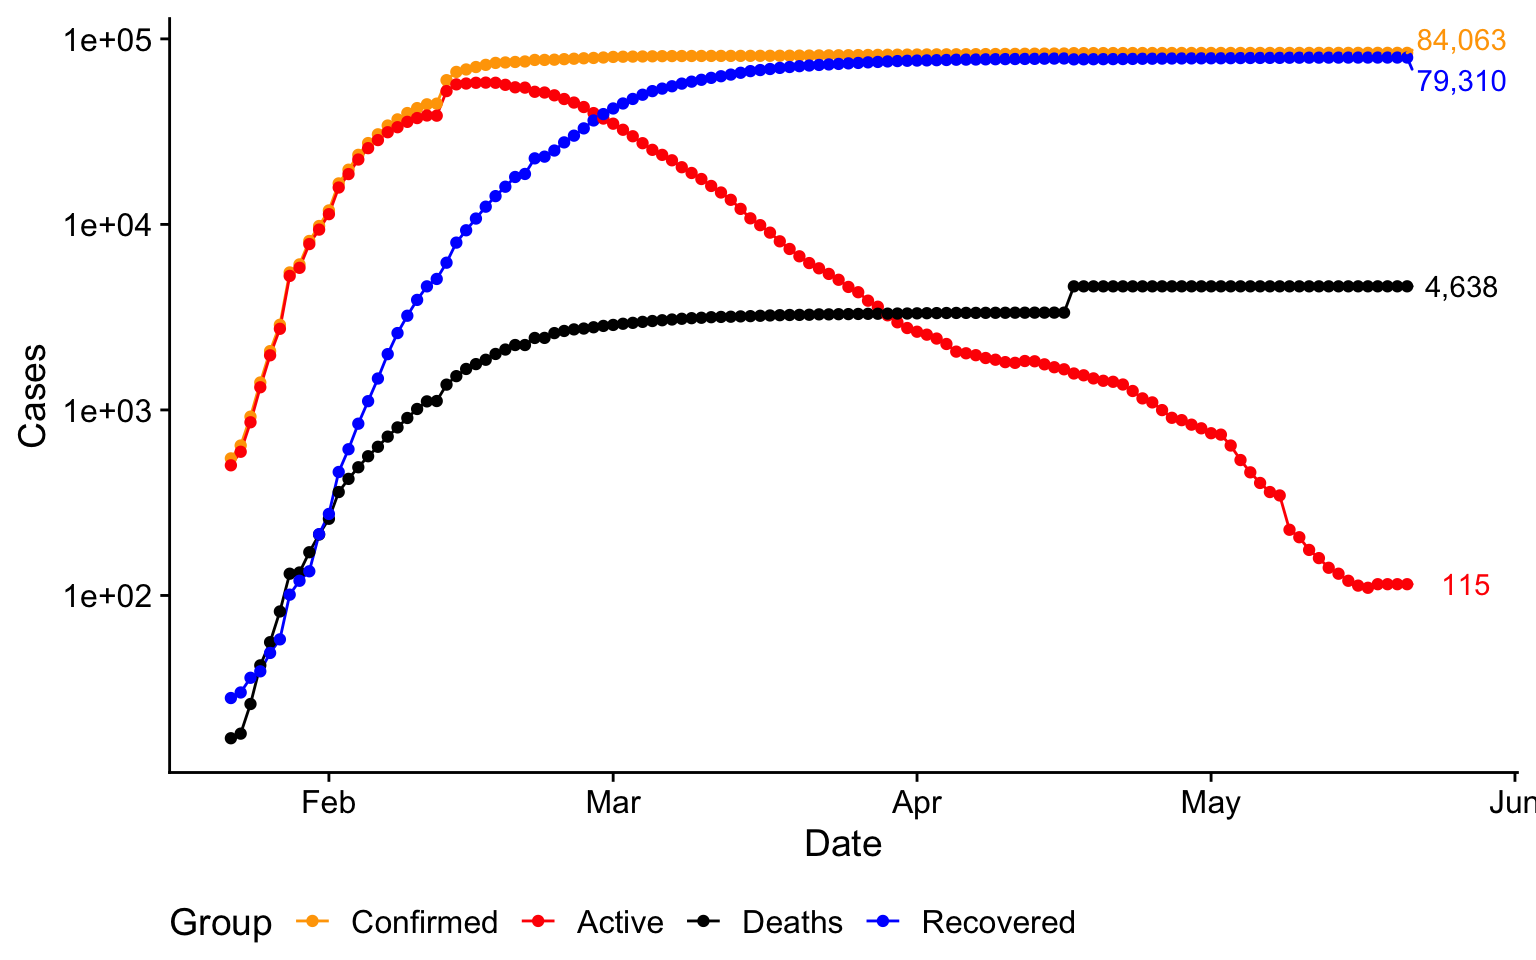 1e+05
84,063
79,310
1e+04
4,638
Cases
1e+03
1e+02
115
Feb Mar Apr May Jun
Date
Group Confirmed Active Deaths Recovered